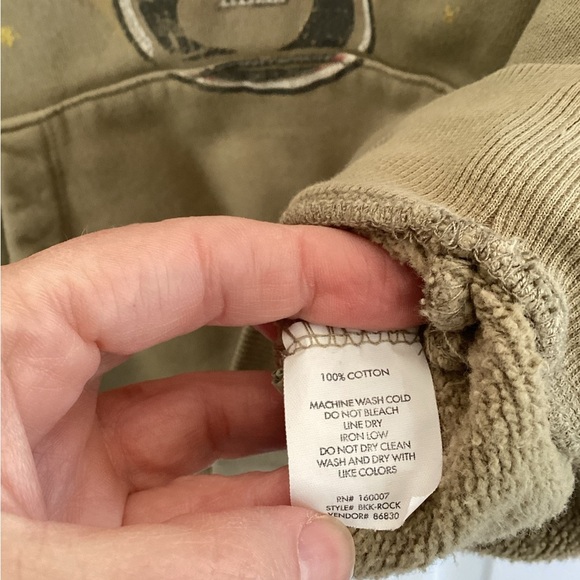 100% COTTON
MACHINE WASH COLD
DO NOT BLEACH
LINE DRY
IRON LOW
DO NOT DRY CLEAN
WASH AND DRY WITH
LIKE COLORS
RN# 160007
STYLE# BKK-ROCK
VENDOR# 86830